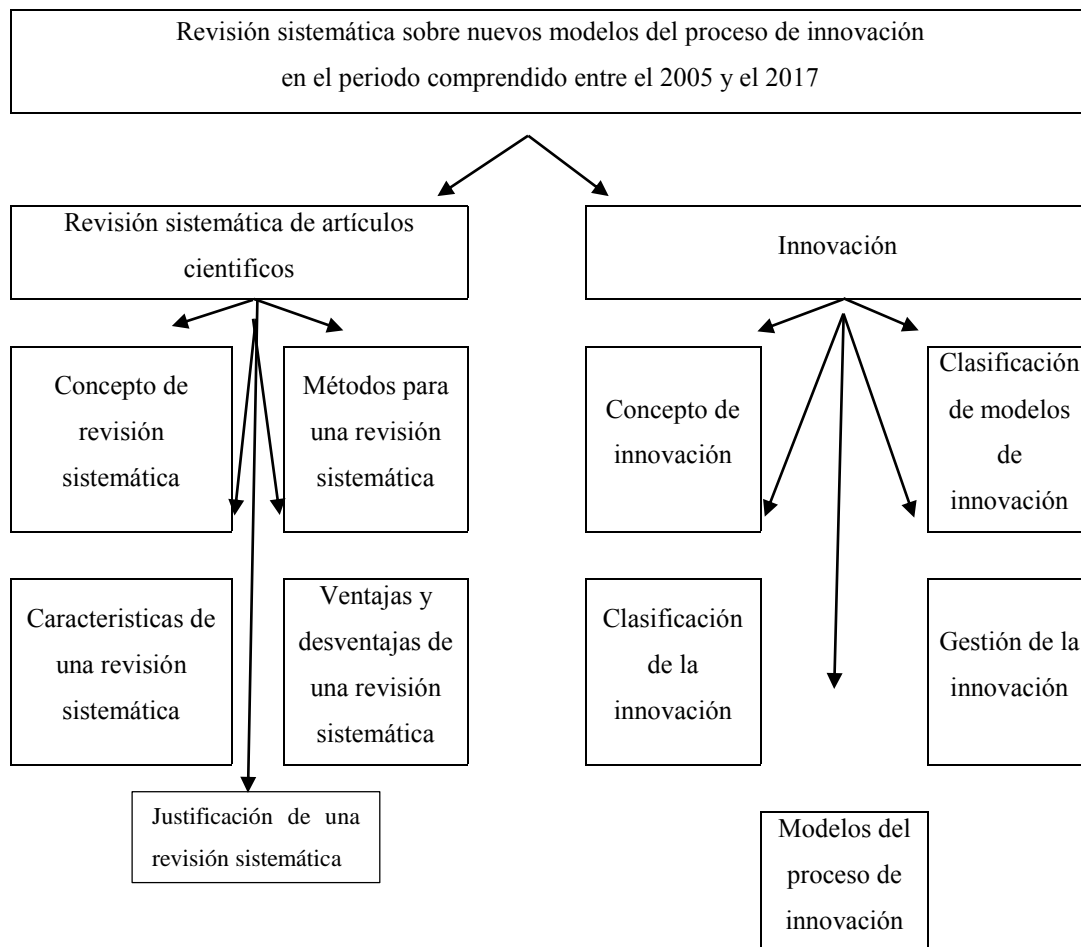 Revisión sistemática sobre nuevos modelos del proceso de innovación
en el periodo comprendido entre el 2005 y el 2017
Revisión sistemática de artículos
cientificos
Innovación
Concepto de
revisión
sistemática
Métodos para
una revisión
sistemática
Concepto de
innovación
Clasificación
de modelos
de
innovación
Caracteristicas de
una revisión
sistemática
Ventajas y
desventajas de
una revisión
sistemática
Clasificación
de la
innovación
Gestión de la
innovación
Justificación de una
revisión sistemática
Modelos del
proceso de
innovación